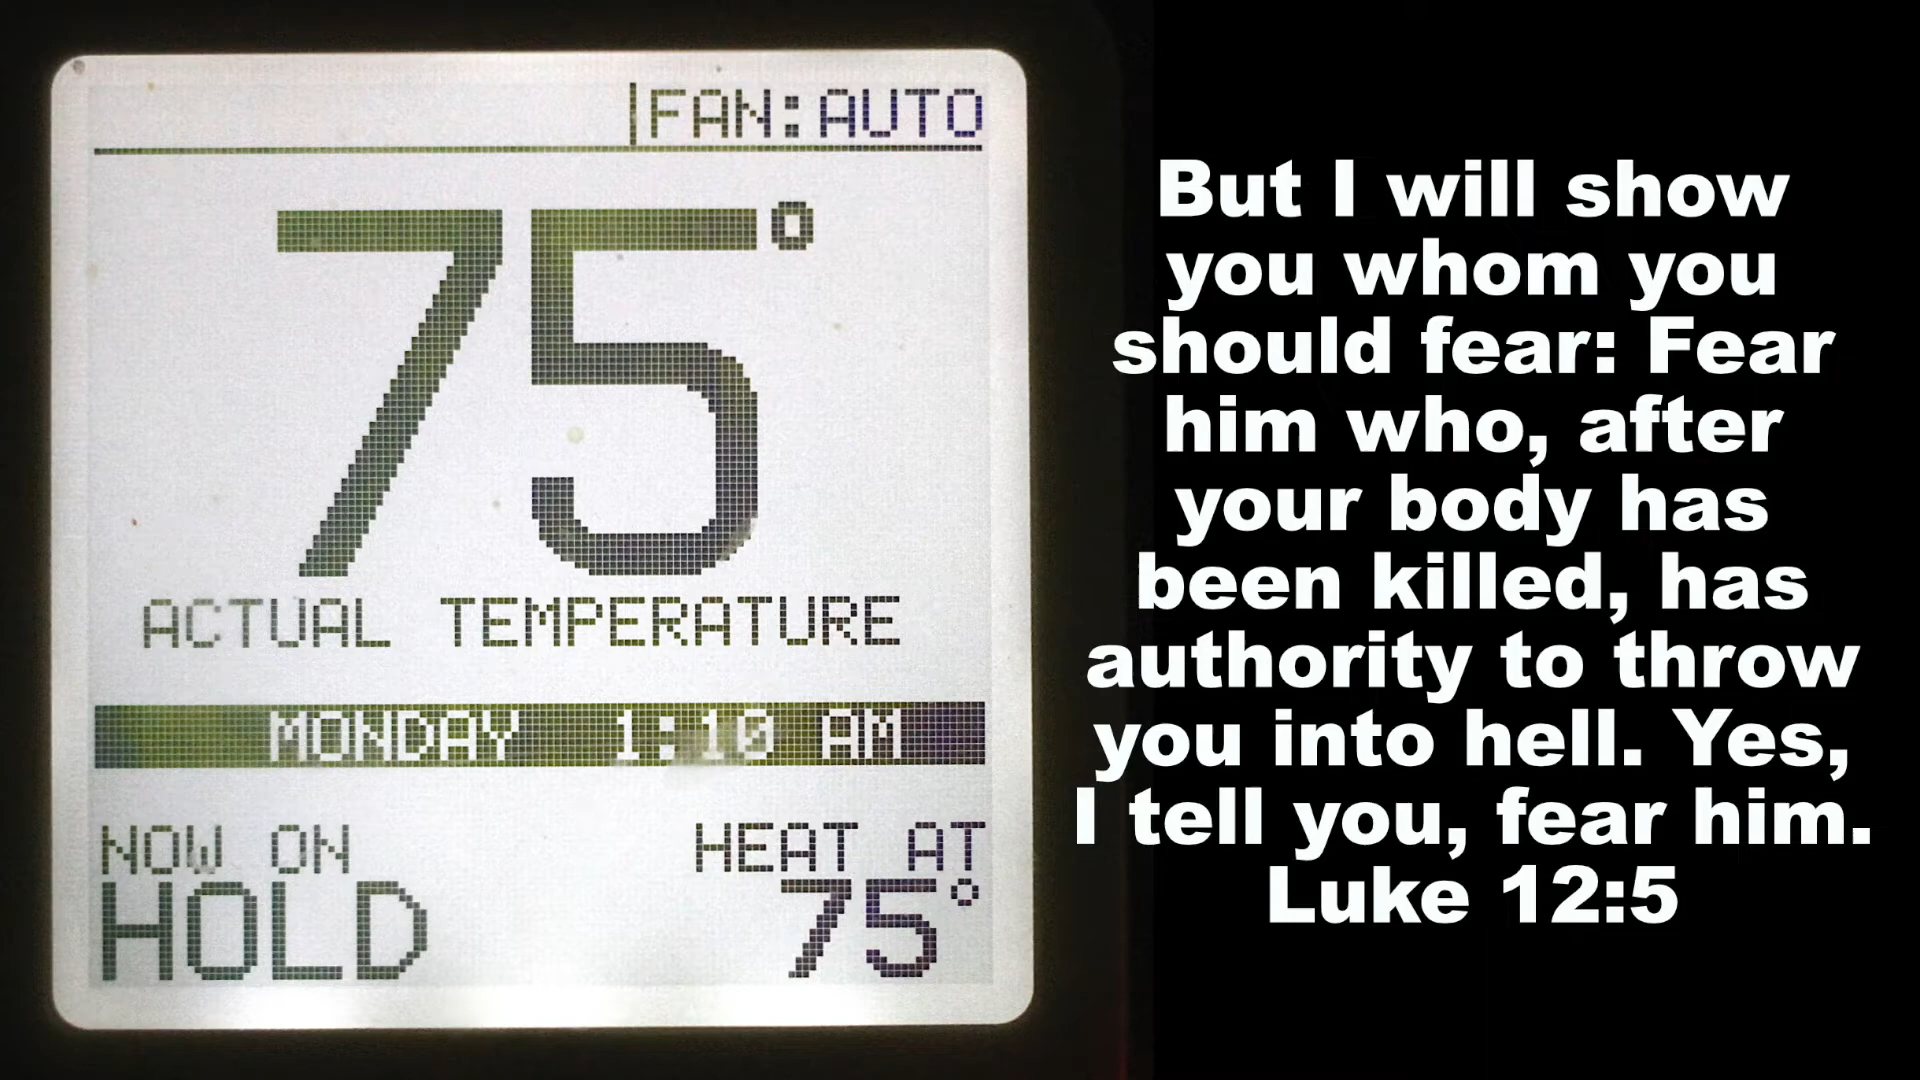 FAN:AUTO
75°
ACTUAL TEMPERATURE
MONDAY 1:10 AM
NOW ON
HOLD
HEAT AT
75°
But I will show
you whom you
should fear: Fear
him who, after
your body has
been killed, has
authority to throw
you into hell. Yes,
I tell you, fear him.
Luke 12:5